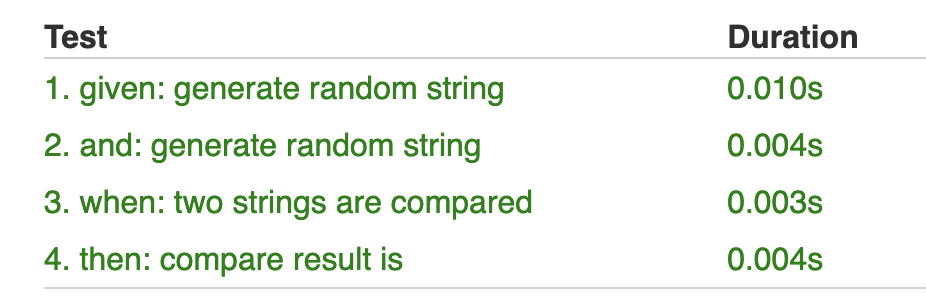 Test Duration
1. given: generate random string 0.010s
2. and: generate random string 0.004s
3. when: two strings are compared 0.003s
4. then: compare result is 0.004s